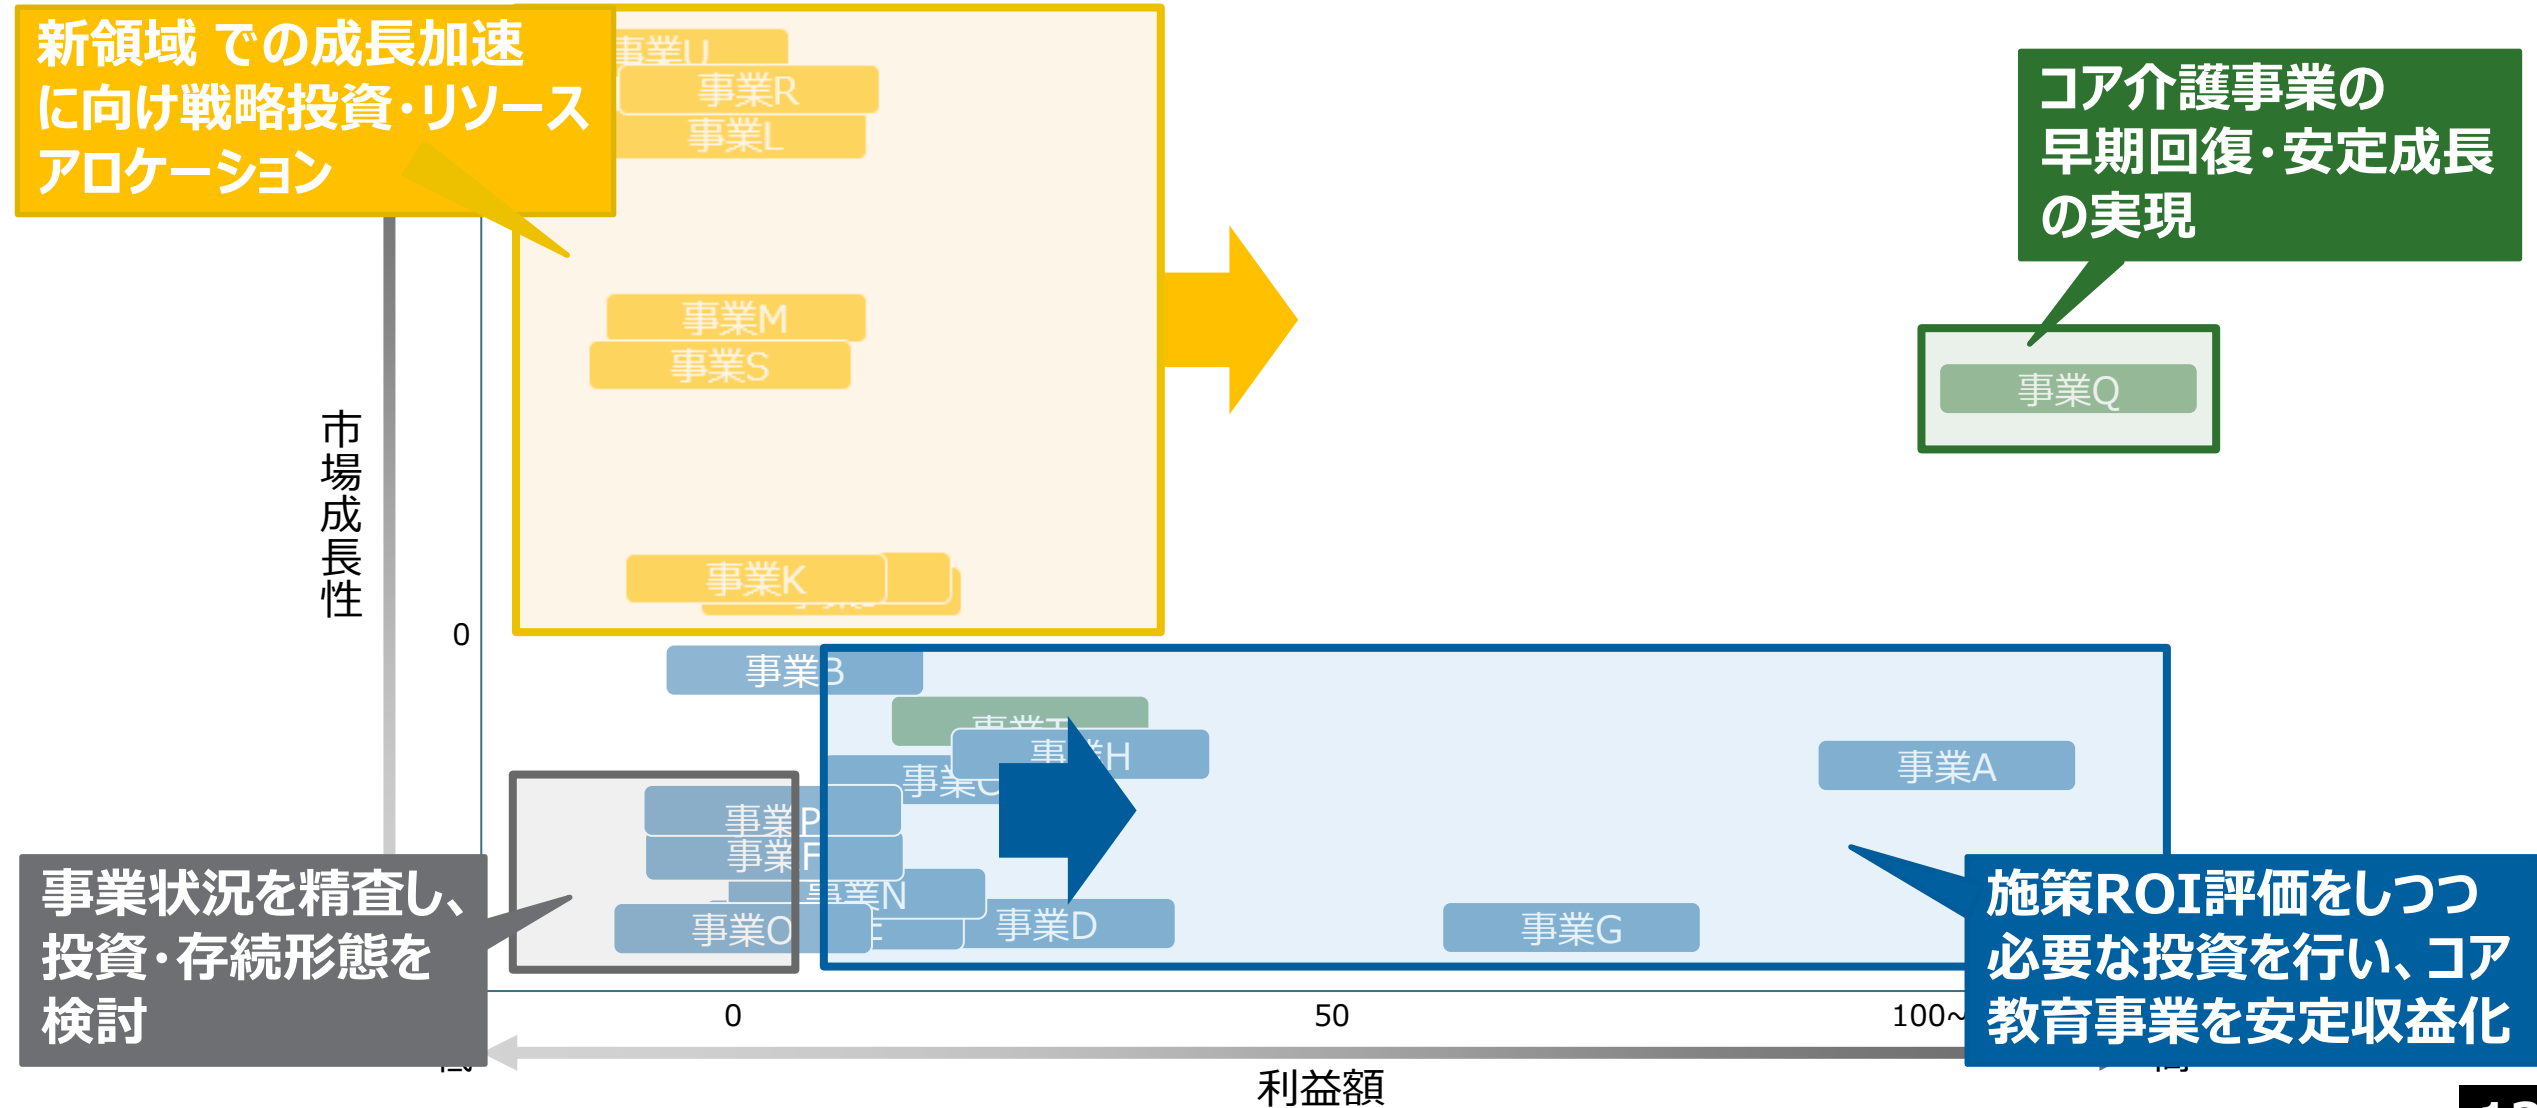 新領域 での成長加速
に向け戦略投資・リソース
アロケーション
事業U
事業R
事業L
コア介護事業の
早期回復・安定成長
の実現
事業M
事業S
事業Q
市場成長性
事業K
0
事業B
事業H
事業C
事業A
事業P
事業F
事業N
事業O
事業D
事業G
事業状況を精査し、
投資・存続形態を
検討
施策ROI評価をしつつ
必要な投資を行い、コア
教育事業を安定収益化
0
50
100~
利益額